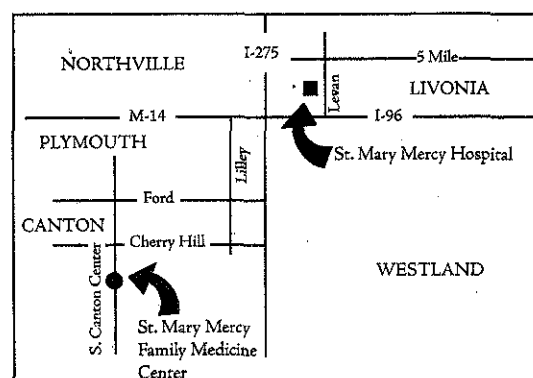 I-275
5 Mile
NORTHVILLE
Levan
LIVONIA
M-14
I-96
PLYMOUTH
Lilley
St. Mary Mercy Hospital
Ford
CANTON
Cherry Hill
S. Canton Center
WESTLAND
St. Mary Mercy
Family Medicine
Center